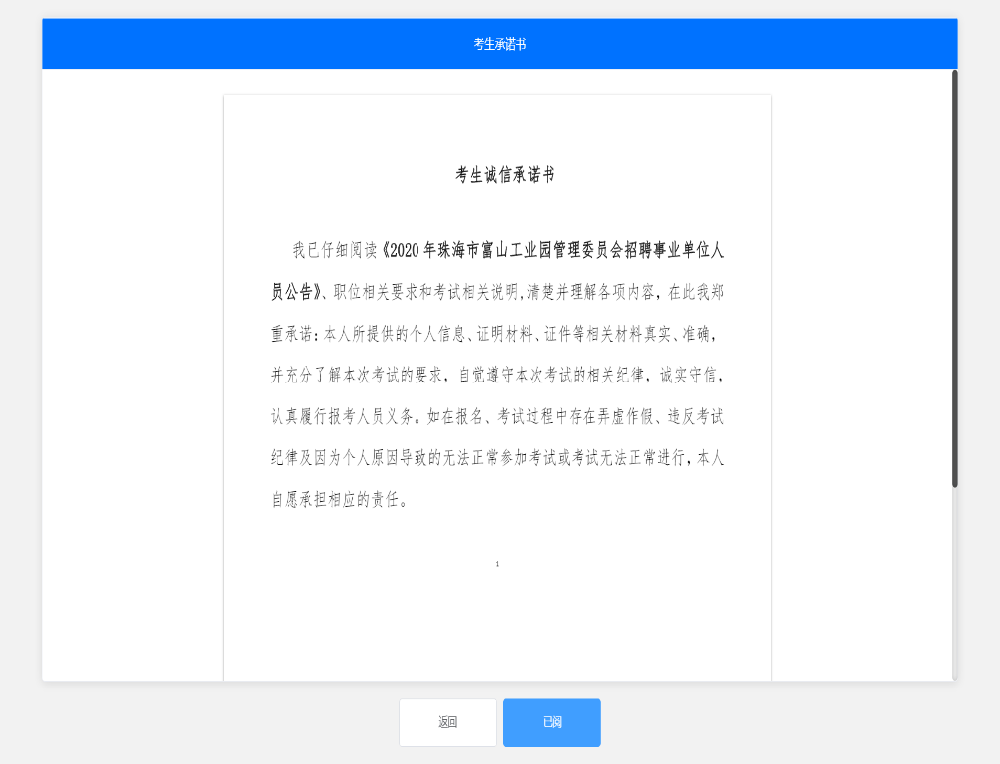 考生承诺书
考生诚信承诺书
我已仔细阅读《2020 年珠海市富山工业园管理委员会招聘事业单位人
员公告》、职位相关要求和考试相关说明,清楚并理解各项内容，在此我郑
重承诺：本人所提供的个人信息、证明材料、证件等相关材料真实、准确，
并充分了解本次考试的要求，自觉遵守本次考试的相关纪律，诚实守信，
认真履行报考人员义务。如在报名、考试过程中存在弄虚作假、违反考试
纪律及因为个人原因导致的无法正常参加考试或考试无法正常进行，本人
自愿承担相应的责任。
1
返回
已阅